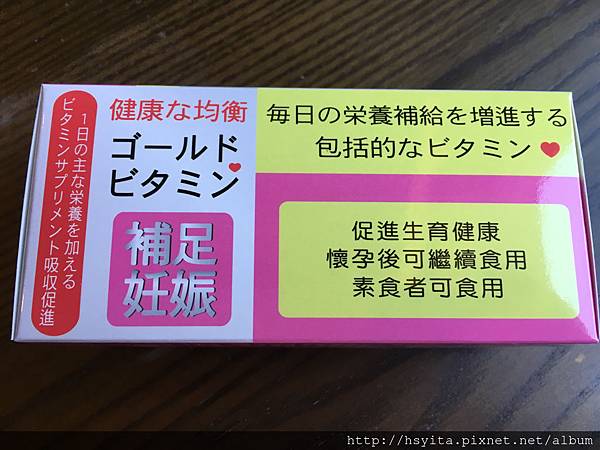 1日の主な栄養を加える
ビタミンサプリメント吸収促進
健康な均衡
ゴールド
ビタミン
補足
妊娠
毎日の栄養補給を増進する
包括的なビタミン
促進生育健康
懷孕後可繼續食用
素食者可食用
http://hsyita.pixnet.net/album